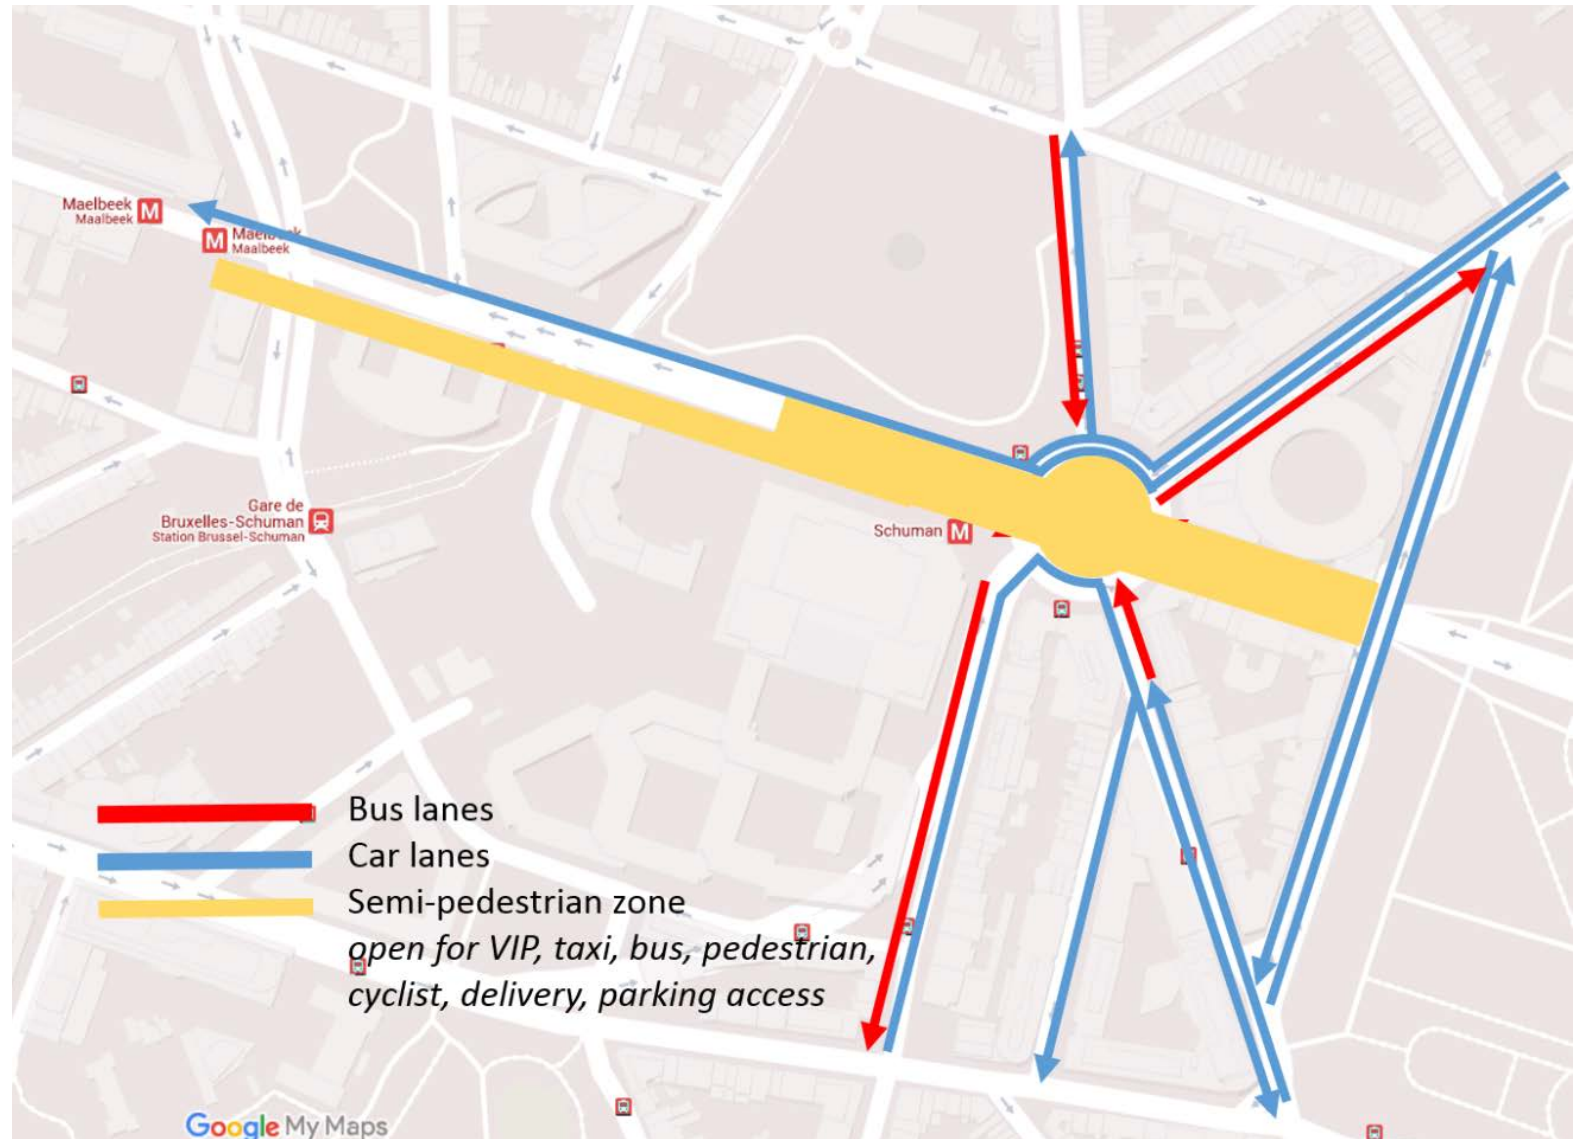 Maelbeek
Maalbeek
M
M
Maelbeek
Maalbeek
Gare de
Bruxelles-Schuman
Station Brussel-Schuman
Schuman M
Bus lanes
Car lanes
Semi-pedestrian zone
open for VIP, taxi, bus, pedestrian,
cyclist, delivery, parking access
Google My Maps